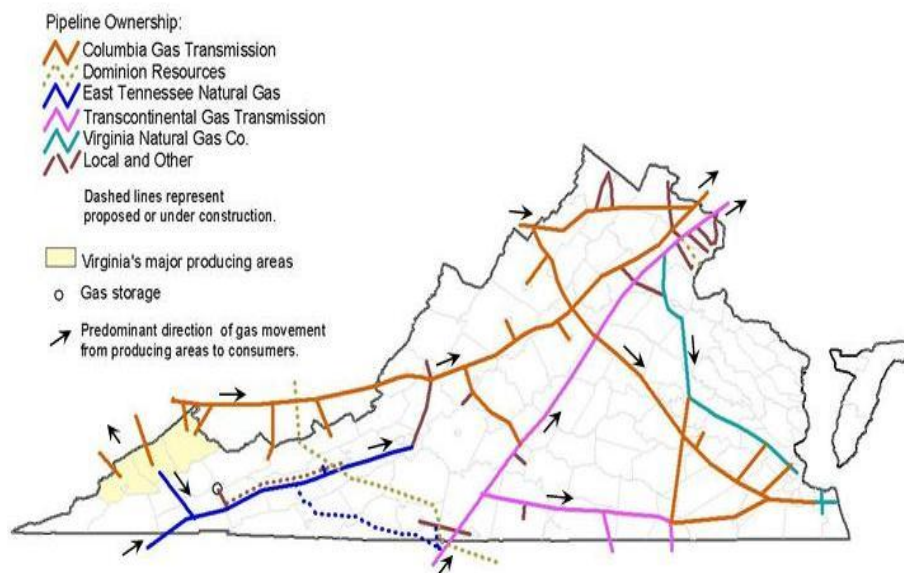 Pipeline Ownership:
Columbia Gas Transmission
Dominion Resources
East Tennessee Natural Gas
Transcontinental Gas Transmission
Virginia Natural Gas Co.
Local and Other
Dashed lines represent
proposed or under construction.
Virginia's major producing areas
Gas storage
Predominant direction of gas movement
from producing areas to consumers.